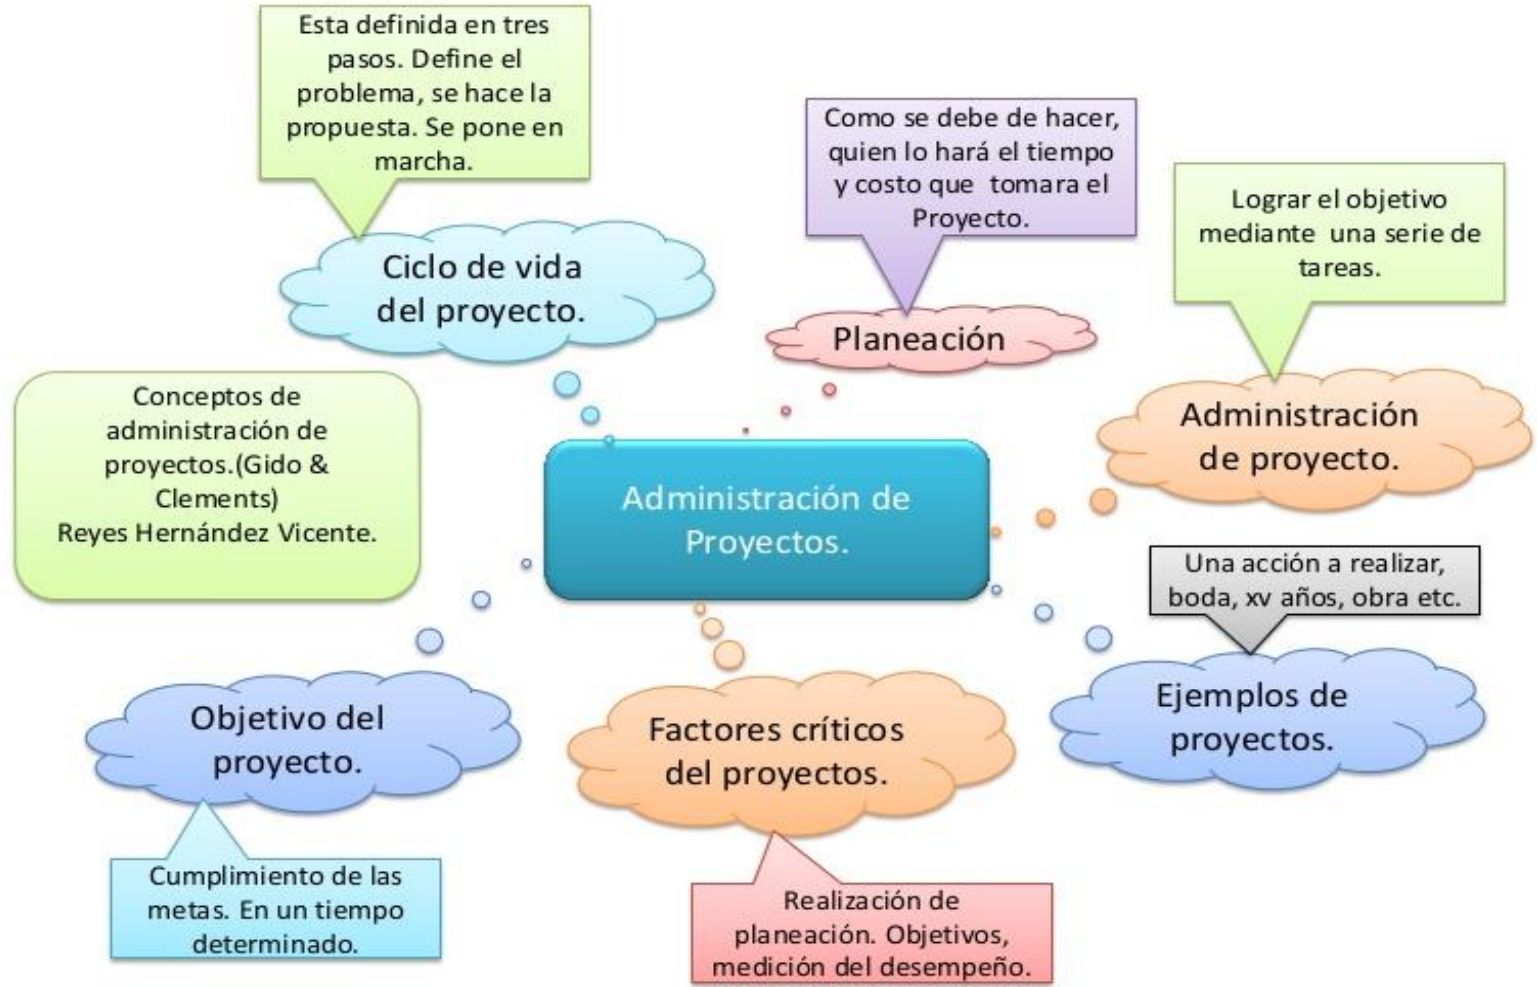 Esta definida en tres
pasos. Define el
problema, se hace la
propuesta. Se pone en
marcha.
Ciclo de vida
del proyecto.
Como se debe de hacer,
quien lo hará el tiempo
y costo que tomara el
Proyecto.
Planeación
Lograr el objetivo
mediante una serie de
tareas.
Administración
de proyecto.
Conceptos de
administración de
proyectos.(Gido &
Clements)
Reyes Hernández Vicente.
Administración de
Proyectos.
Una acción a realizar,
boda, xv años, obra etc.
Ejemplos de
proyectos.
Objetivo del
proyecto.
Cumplimiento de las
metas. En un tiempo
determinado.
Factores críticos
del proyectos.
Realización de
planeación. Objetivos,
medición del desempeño.